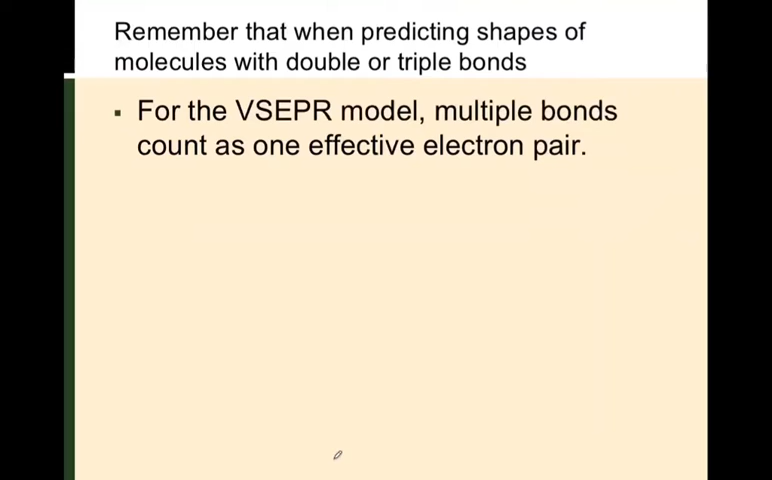 Remember that when predicting shapes of
molecules with double or triple bonds
▪ For the VSEPR model, multiple bonds
count as one effective electron pair.